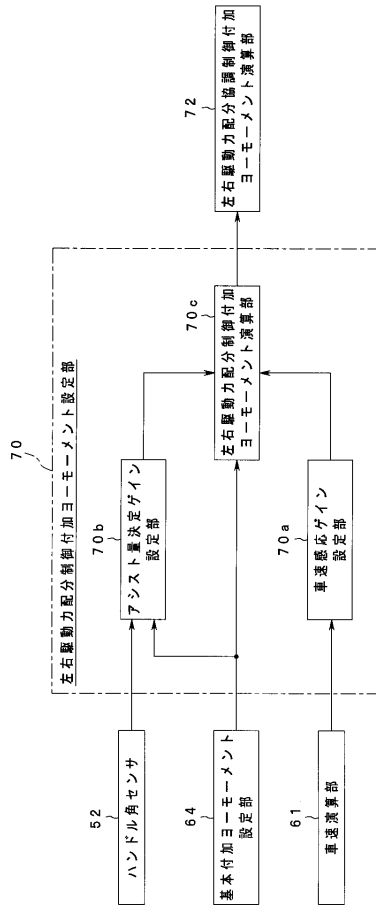 70
左右駆動力配分制御付加ヨーモーメント設定部
52
ハンドル角センサ
64
基本付加ヨーモーメント
設定部
61
車速演算部
70b
アシスト量決定ゲイン
設定部
70a
車速感応ゲイン
設定部
70c
左右駆動力配分制御付加
ヨーモーメント演算部
72
左右駆動力配分協調制御付加
ヨーモーメント演算部